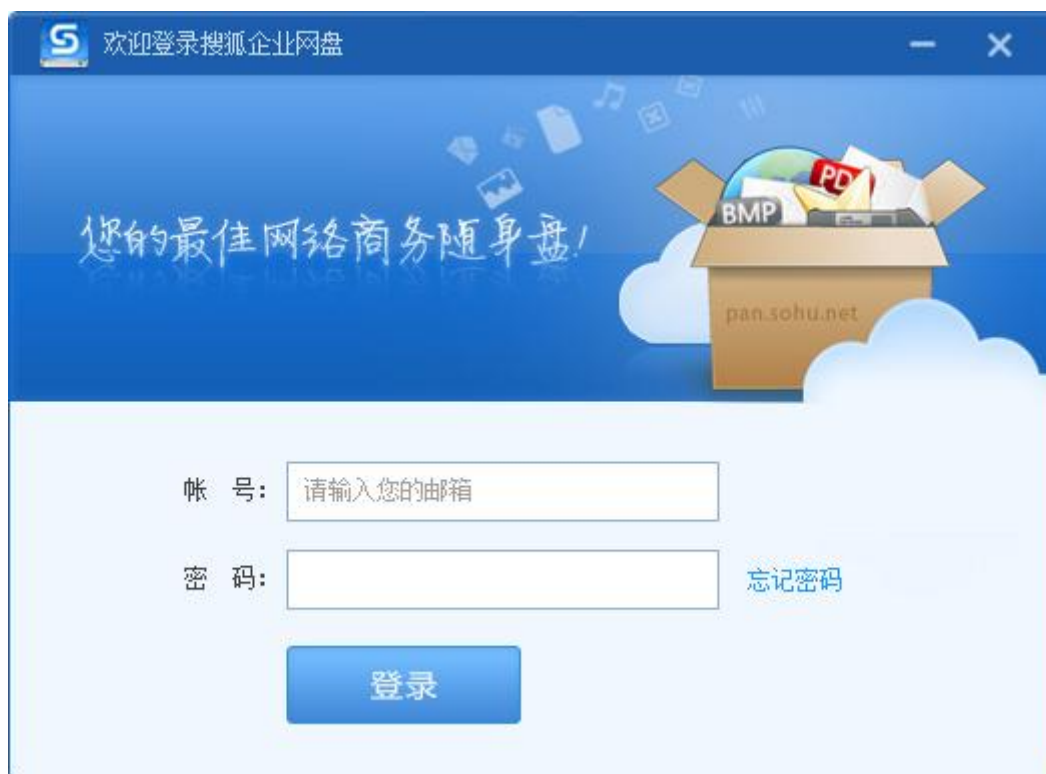 欢迎登录搜狐企业网盘
您的最佳网络商务随身盘!
PD
BMP
pan.sohu.net
帐 号:
请输入您的邮箱
密 码:
忘记密码
登录